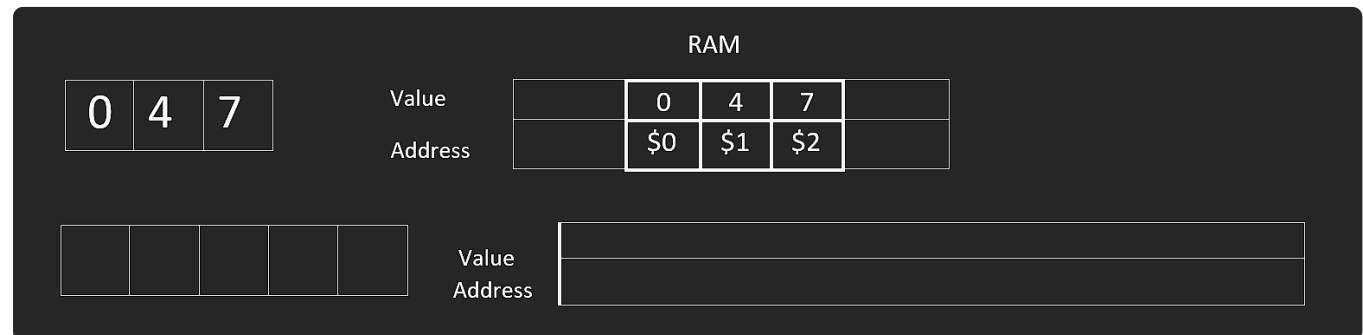 RAM
0 4 7
Value 0 4 7
Address $0 $1 $2
Value
Address